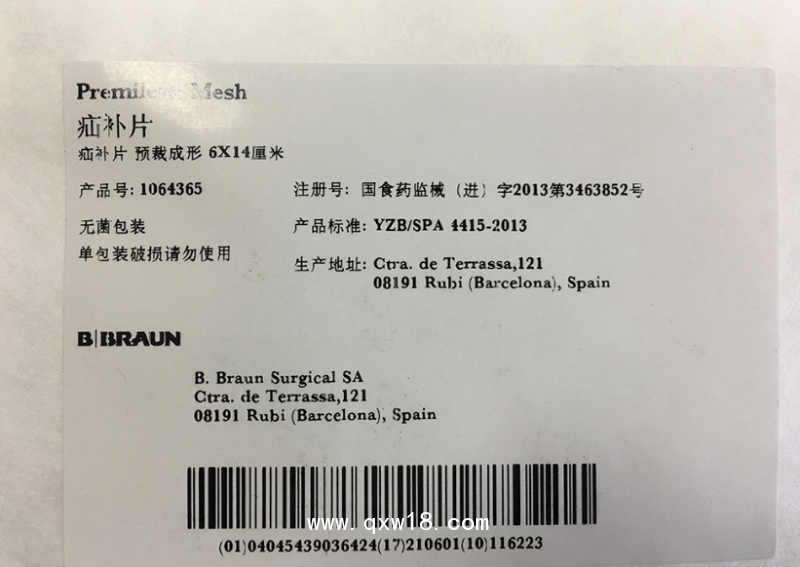 Premilene Mesh
疝补片
疝补片 预裁成形 6X14厘米
产品号: 1064365
注册号: 国食药监械（进）字2013第3463852号
无菌包装
产品标准: YZB/SPA 4415-2013
单包装破损请勿使用
生产地址: Ctra. de Terrassa,121
08191 Rubi (Barcelona), Spain
B|BRAUN
B. Braun Surgical SA
Ctra. de Terrassa,121
08191 Rubi (Barcelona), Spain
www.qxw18.com
(01)04045439036424(17)210601(10)116223